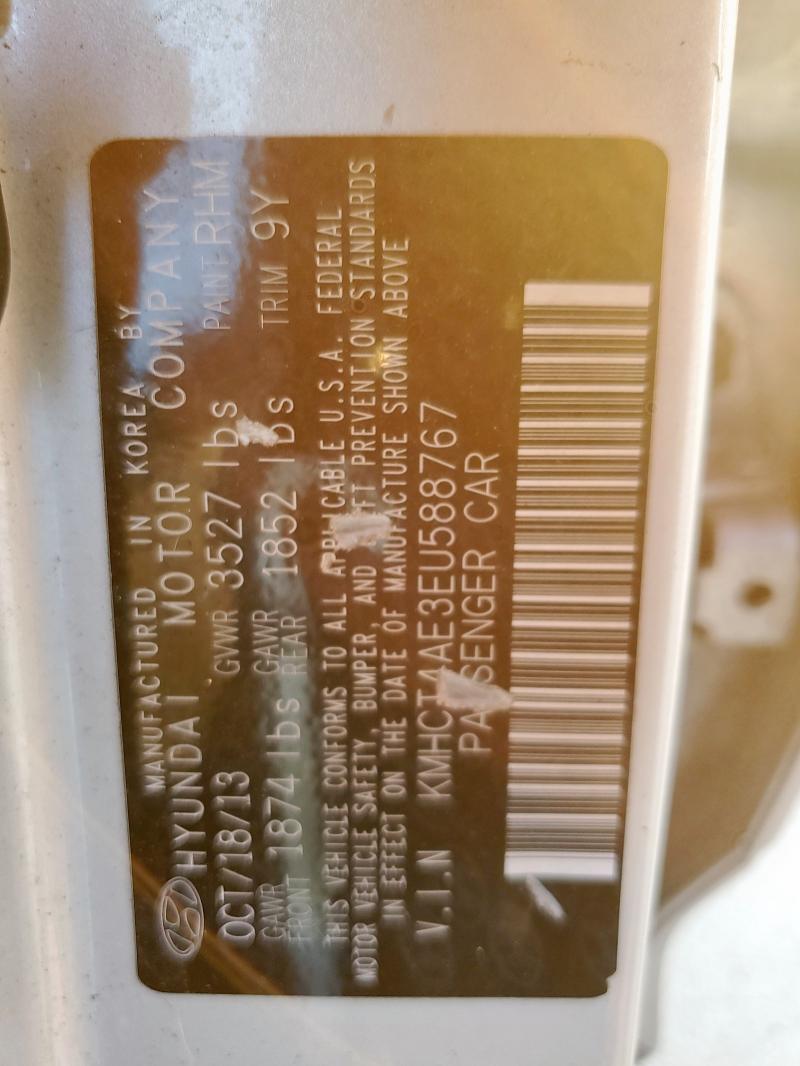 MANUFACTURED IN KOREA BY
HYUNDAI MOTOR COMPANY
OCT/18/13 GVWR 3527 lbs PAINT RHM
GAWR FRONT 1874 lbs GAWR REAR 1852 lbs TRIM 9Y
THIS VEHICLE CONFORMS TO ALL APPLICABLE U.S.A. FEDERAL
MOTOR VEHICLE SAFETY, BUMPER, AND THEFT PREVENTION STANDARDS
IN EFFECT ON THE DATE OF MANUFACTURE SHOWN ABOVE
V.I.N KMHCT4AE3EU588767
PASSENGER CAR